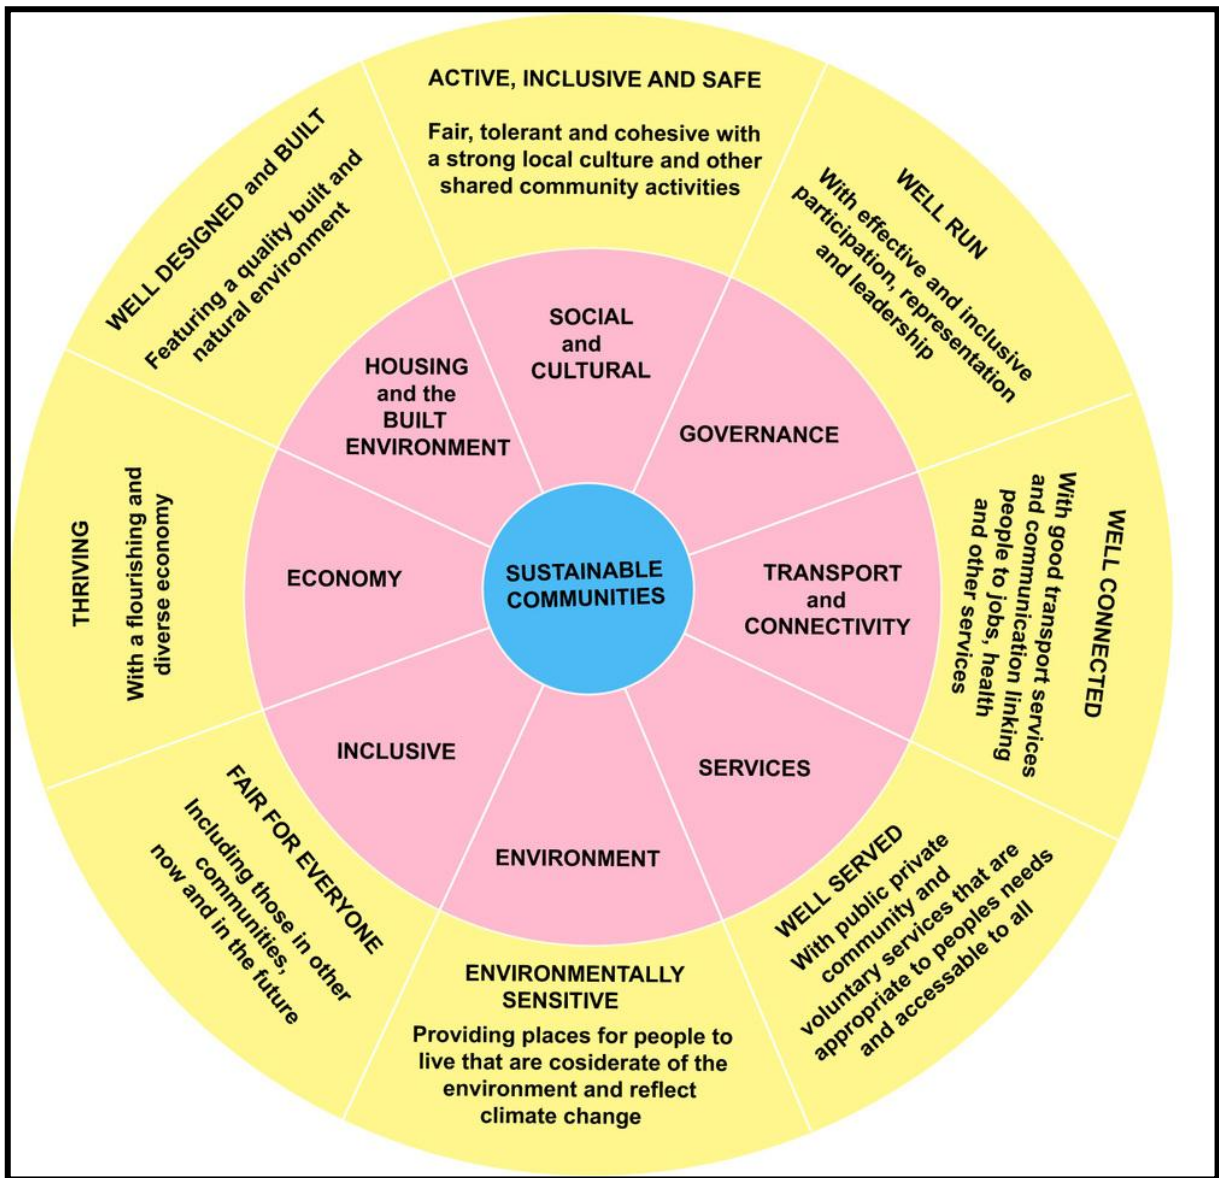 ACTIVE, INCLUSIVE AND SAFE
Fair, tolerant and cohesive with
a strong local culture and other
shared community activities
WELL RUN
With effective and inclusive
participation, representation
and leadership
WELL CONNECTED
With good transport services
and communication linking
people to jobs, health
and other services
WELL SERVED
With public private
community and
voluntary services that are
appropriate to peoples needs
and accessable to all
ENVIRONMENTALLY
SENSITIVE
Providing places for people to
live that are cosiderate of the
environment and reflect
climate change
FAIR FOR EVERYONE
Including those in other
communities,
now and in the future
THRIVING
With a flourishing and
diverse economy
WELL DESIGNED and BUILT
Featuring a quality built and
natural environment
SOCIAL
and
CULTURAL
GOVERNANCE
TRANSPORT
and
CONNECTIVITY
SERVICES
ENVIRONMENT
INCLUSIVE
ECONOMY
HOUSING
and the
BUILT
ENVIRONMENT
SUSTAINABLE
COMMUNITIES